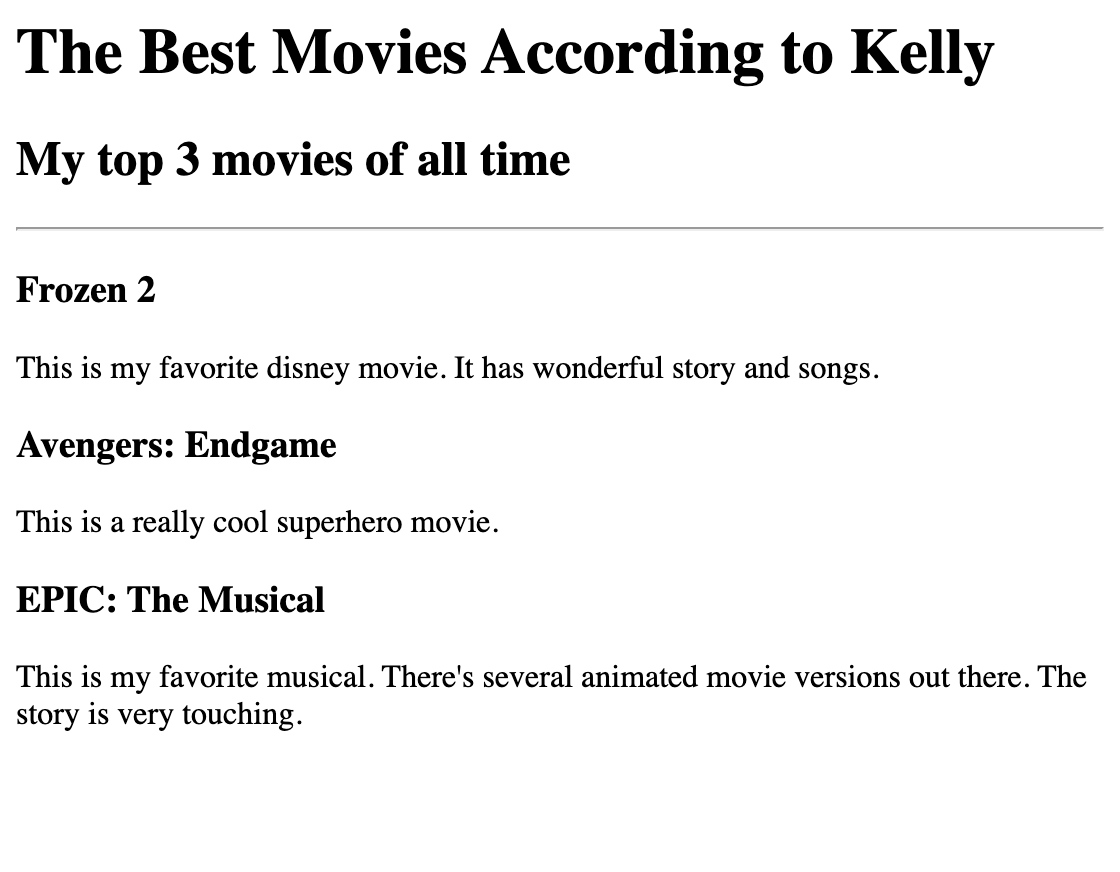 The Best Movies According to Kelly
My top 3 movies of all time
Frozen 2
This is my favorite disney movie. It has wonderful story and songs.
Avengers: Endgame
This is a really cool superhero movie.
EPIC: The Musical
This is my favorite musical. There's several animated movie versions out there. The
story is very touching.